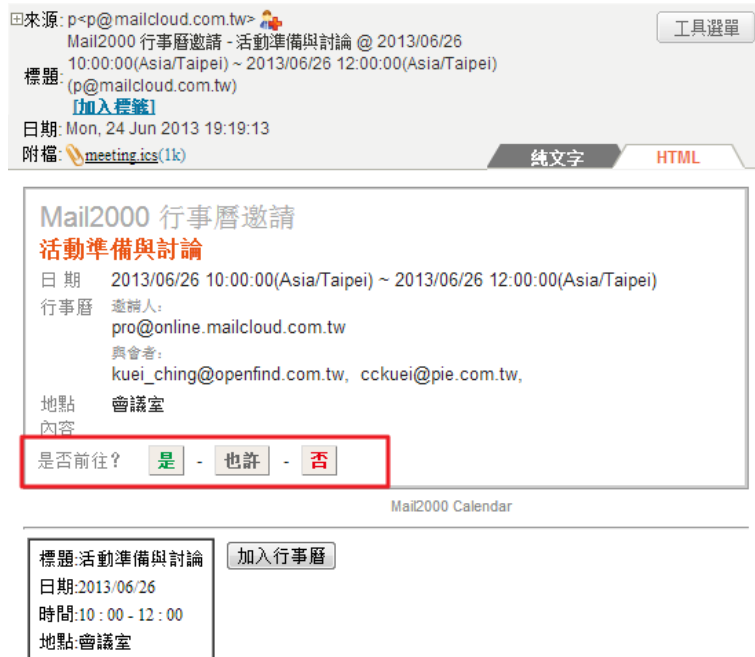 來源: p<p@mailcloud.com.tw>
工具選單
標題: Mail2000 行事曆邀請 - 活動準備與討論 @ 2013/06/26
10:00:00(Asia/Taipei) ~ 2013/06/26 12:00:00(Asia/Taipei)
(p@mailcloud.com.tw)
[加入標籤]
日期: Mon, 24 Jun 2013 19:19:13
附檔: meeting.ics(1k)
純文字 HTML
Mail2000 行事曆邀請
活動準備與討論
日 期 2013/06/26 10:00:00(Asia/Taipei) ~ 2013/06/26 12:00:00(Asia/Taipei)
行事曆 邀請人:
pro@online.mailcloud.com.tw
與會者:
kuei_ching@openfind.com.tw, cckuei@pie.com.tw,
地點 會議室
內容
是否前往? 是 - 也許 - 否
Mail2000 Calendar
標題:活動準備與討論 加入行事曆
日期:2013/06/26
時間:10 : 00 - 12 : 00
地點:會議室